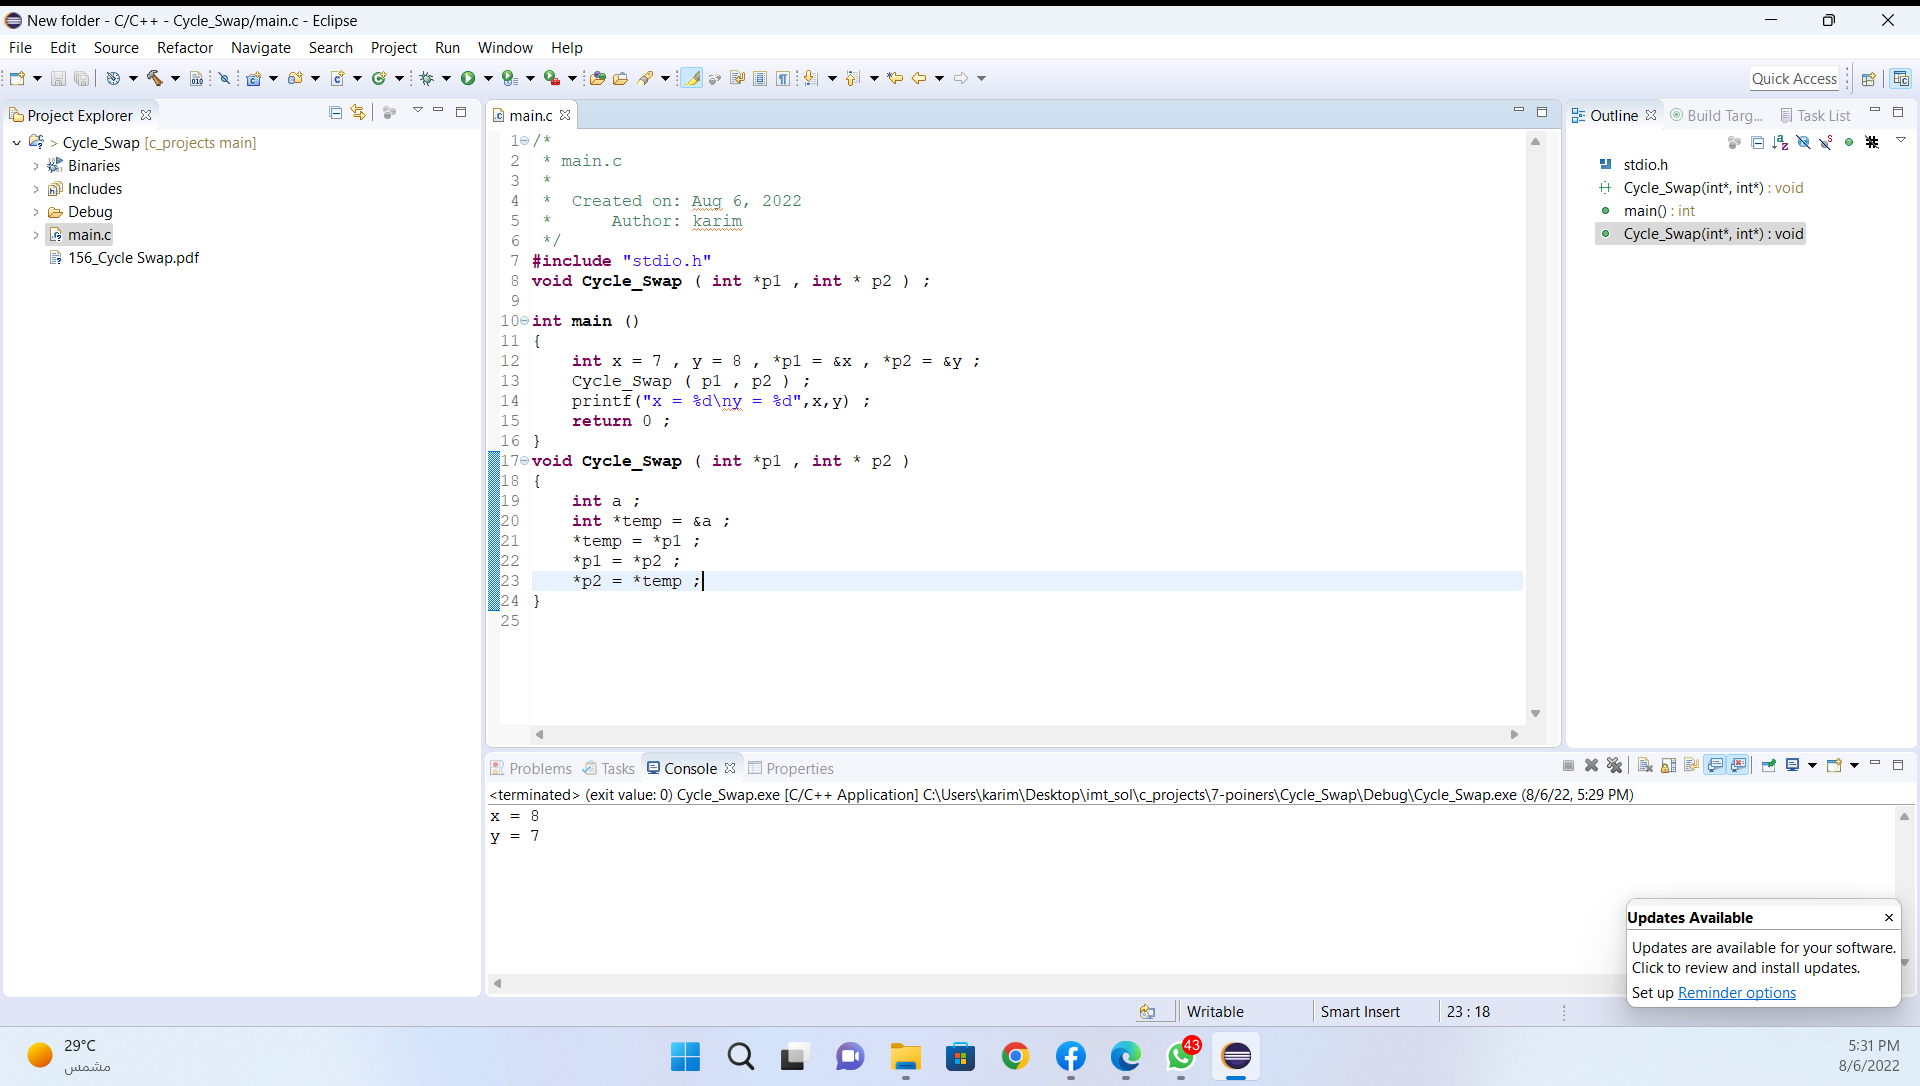 New folder - C/C++ - Cycle_Swap/main.c - Eclipse
File Edit Source Refactor Navigate Search Project Run Window Help
Quick Access
Project Explorer
> Cycle_Swap [c_projects main]
Binaries
Includes
Debug
main.c
156_Cycle Swap.pdf
main.c
1 /*
2 * main.c
3 *
4 * Created on: Aug 6, 2022
5 * Author: karim
6 */
7 #include "stdio.h"
8 void Cycle_Swap ( int *p1 , int * p2 ) ;
9
10 int main ()
11 {
12 int x = 7 , y = 8 , *p1 = &x , *p2 = &y ;
13 Cycle_Swap ( p1 , p2 ) ;
14 printf("x = %d\ny = %d",x,y) ;
15 return 0 ;
16 }
17 void Cycle_Swap ( int *p1 , int * p2 )
18 {
19 int a ;
20 int *temp = &a ;
21 *temp = *p1 ;
22 *p1 = *p2 ;
23 *p2 = *temp ;
24 }
25
Outline Build Targ... Task List
stdio.h
Cycle_Swap(int*, int*) : void
main() : int
Cycle_Swap(int*, int*) : void
Problems Tasks Console Properties
<terminated> (exit value: 0) Cycle_Swap.exe [C/C++ Application] C:\Users\karim\Desktop\imt_sol\c_projects\7-poiners\Cycle_Swap\Debug\Cycle_Swap.exe (8/6/22, 5:29 PM)
x = 8
y = 7
Updates Available
Updates are available for your software.
Click to review and install updates.
Set up Reminder options
Writable Smart Insert 23 : 18
29°C
مشمس
43
5:31 PM
8/6/2022